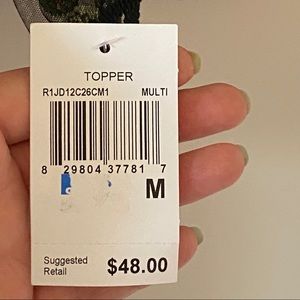 TOPPER
R1JD12C26CM1 MULTI
8 29804 37781 7
M
Suggested
Retail $48.00